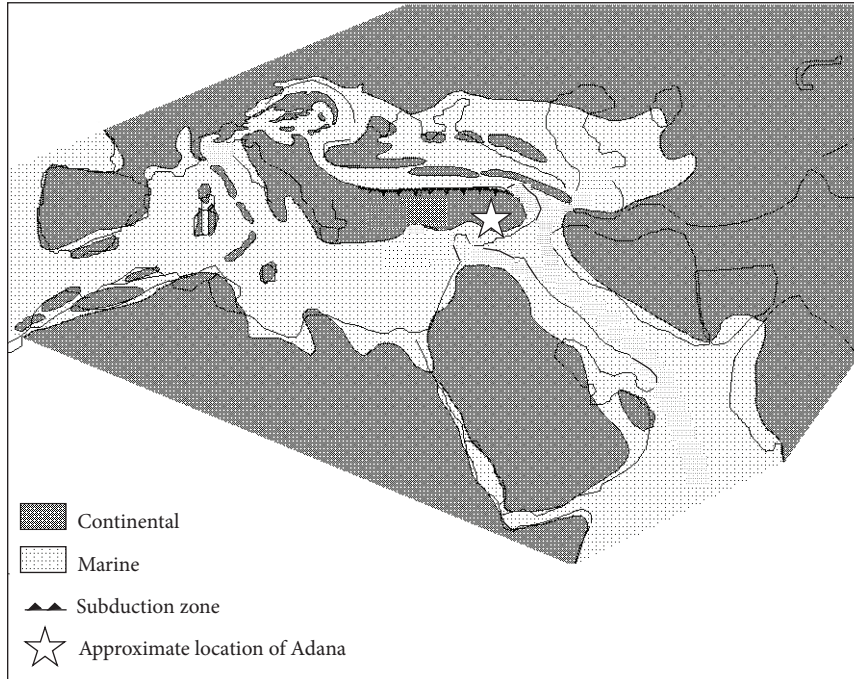 Continental
Marine
Subduction zone
Approximate location of Adana